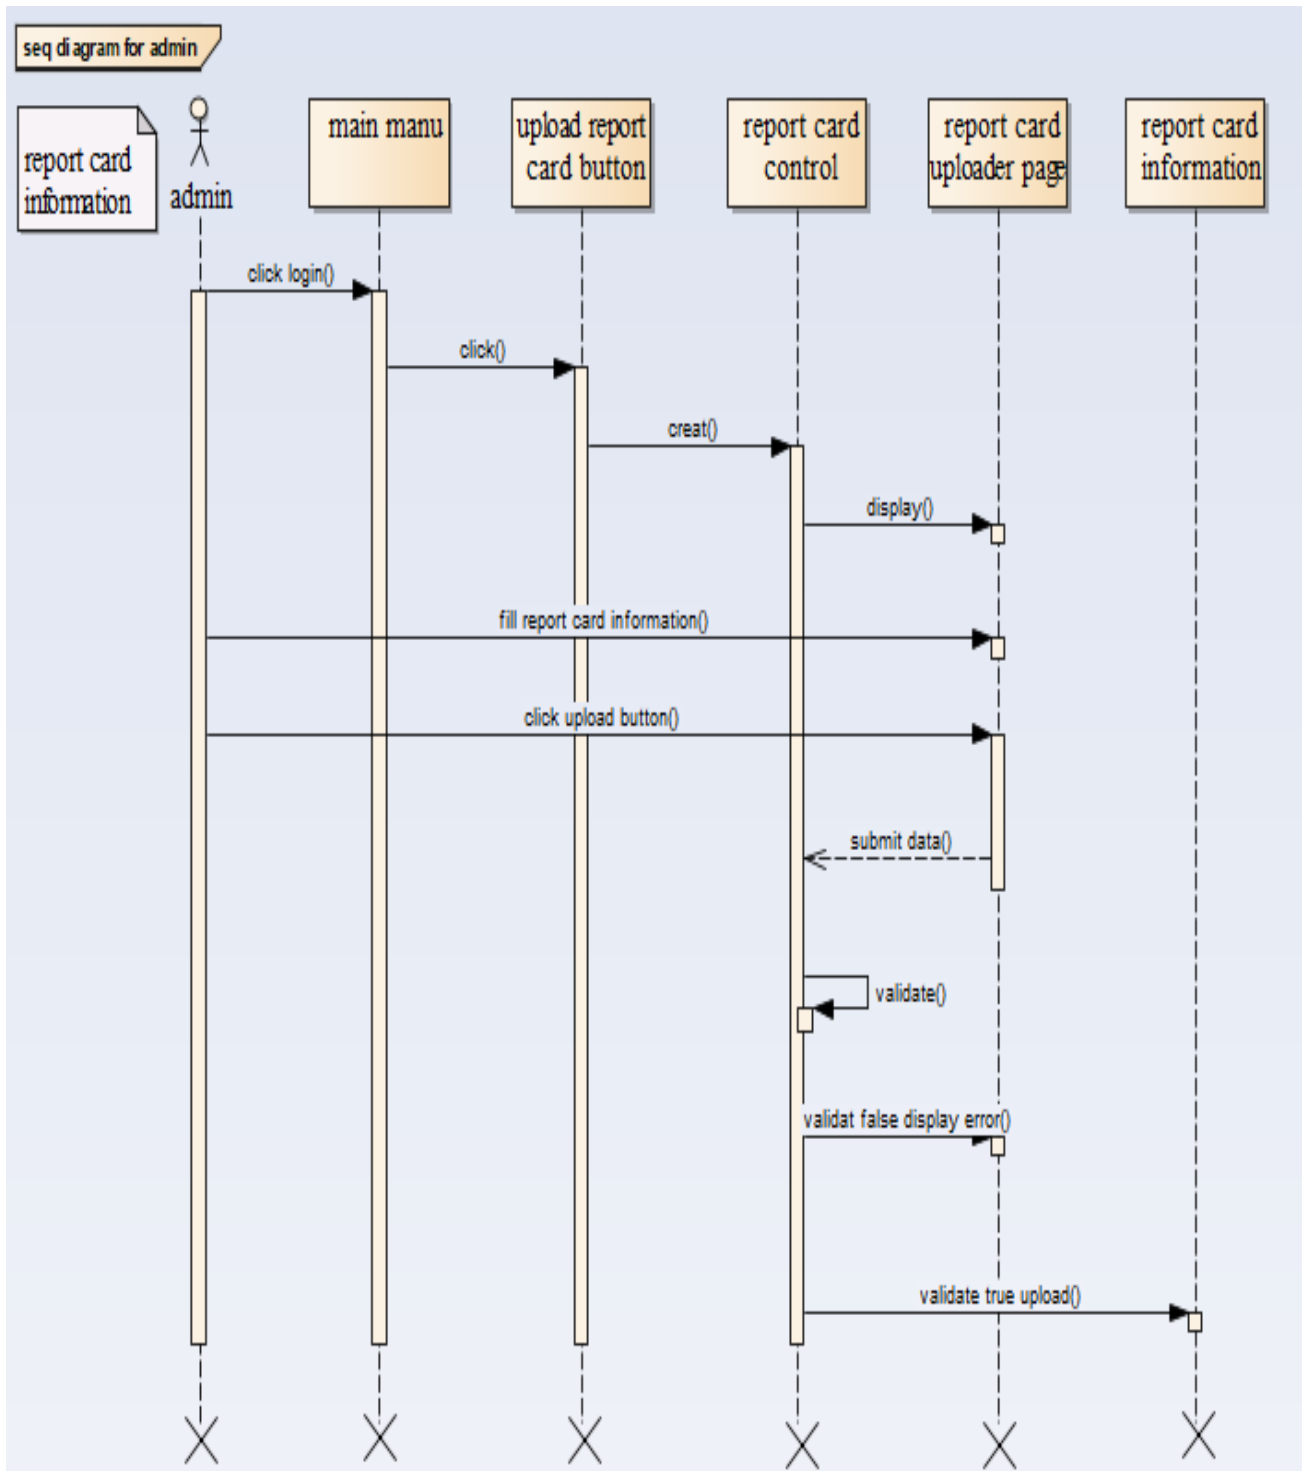 seq diagram for admin
report card
information
admin
main manu
upload report
card button
report card
control
report card
uploader page
report card
information
click login()
click()
creat()
display()
fill report card information()
click upload button()
submit data()
validate()
validat false display error()
validate true upload()